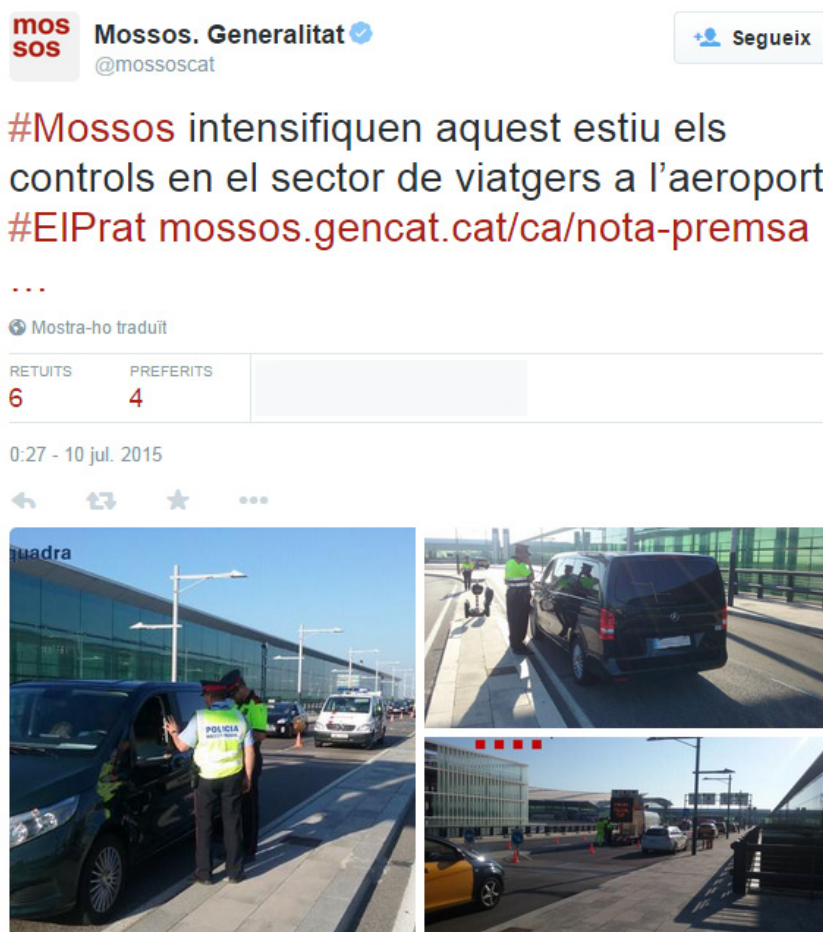 mos
sos
Mossos. Generalitat
@mossoscat
Segueix
#Mossos intensifiquen aquest estiu els
controls en el sector de viatgers a l’aeroport
#ElPrat mossos.gencat.cat/ca/nota-premsa
...
Mostra-ho traduït
RETUITS
PREFERITS
6
4
0:27 - 10 jul. 2015
quadra
POLICIA